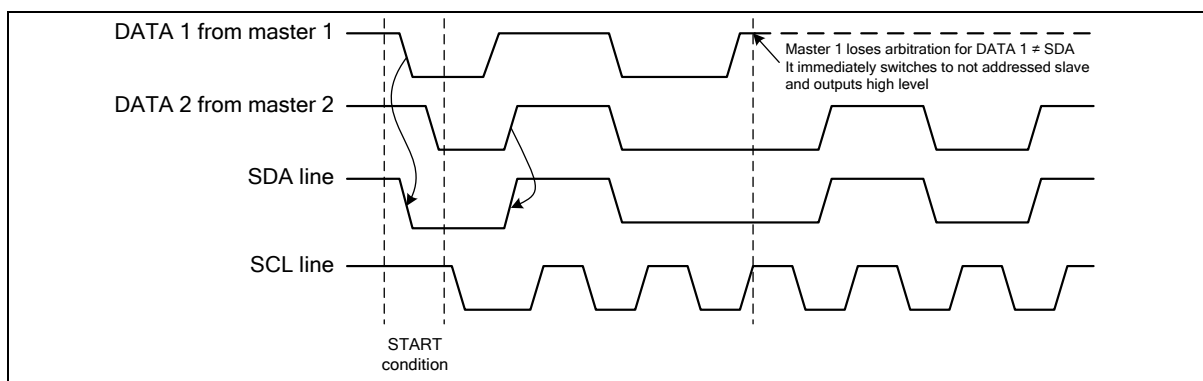 DATA 1 from master 1
Master 1 loses arbitration for DATA 1 ≠ SDA
It immediately switches to not addressed slave
and outputs high level
DATA 2 from master 2
SDA line
SCL line
START
condition